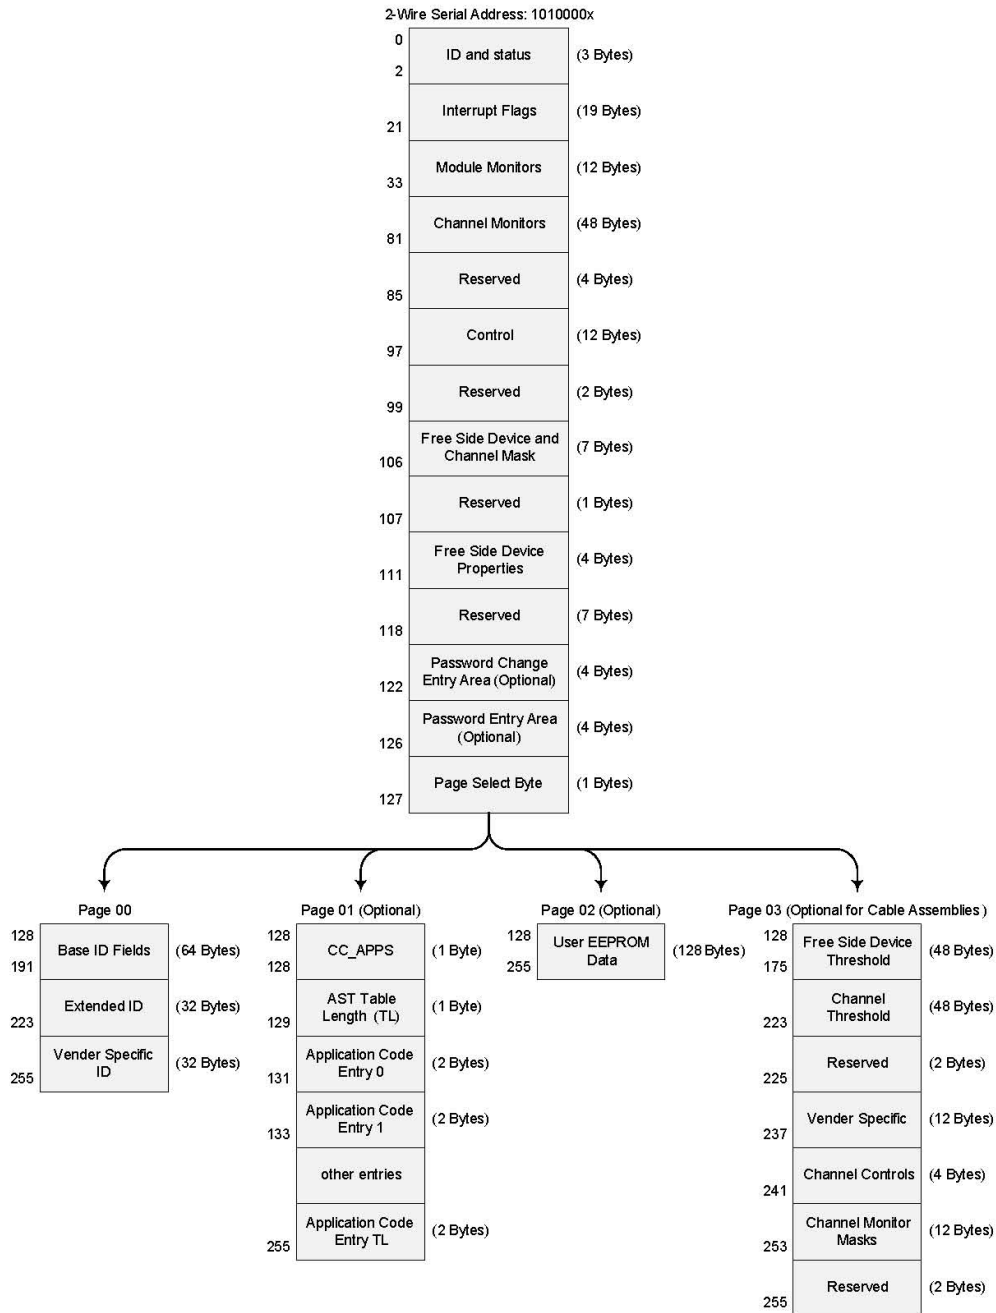 2-Wire Serial Address: 1010000x
0
ID and status (3 Bytes)
2
Interrupt Flags (19 Bytes)
21
Module Monitors (12 Bytes)
33
Channel Monitors (48 Bytes)
81
Reserved (4 Bytes)
85
Control (12 Bytes)
97
Reserved (2 Bytes)
99
Free Side Device and
Channel Mask (7 Bytes)
106
Reserved (1 Bytes)
107
Free Side Device
Properties (4 Bytes)
111
Reserved (7 Bytes)
118
Password Change
Entry Area (Optional) (4 Bytes)
122
Password Entry Area
(Optional) (4 Bytes)
126
Page Select Byte (1 Bytes)
127
Page 00
128
Base ID Fields (64 Bytes)
191
Extended ID (32 Bytes)
223
Vender Specific
ID (32 Bytes)
255
Page 01 (Optional)
128
CC_APPS (1 Byte)
128
AST Table
Length (TL) (1 Byte)
129
Application Code
Entry 0 (2 Bytes)
131
Application Code
Entry 1 (2 Bytes)
133
other entries
Application Code
Entry TL (2 Bytes)
255
Page 02 (Optional)
128
User EEPROM
Data (128 Bytes)
255
Page 03 (Optional for Cable Assemblies )
128
Free Side Device
Threshold (48 Bytes)
175
Channel
Threshold (48 Bytes)
223
Reserved (2 Bytes)
225
Vender Specific (12 Bytes)
237
Channel Controls (4 Bytes)
241
Channel Monitor
Masks (12 Bytes)
253
Reserved (2 Bytes)
255